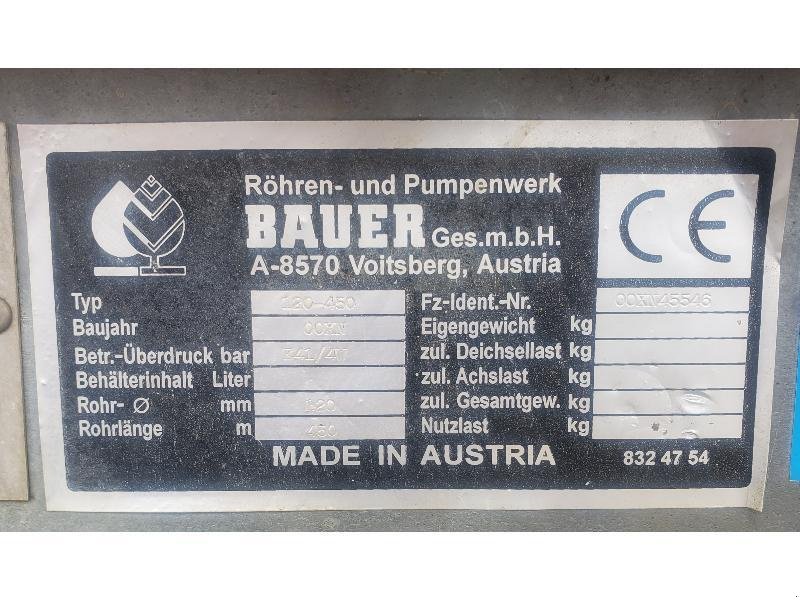 Röhren- und Pumpenwerk
BAUER Ges.m.b.H.
A-8570 Voitsberg, Austria
CE
Typ 120-450
Baujahr 00XN
Betr.-Überdruck bar
Behälterinhalt Liter
Rohr- Ø mm 120
Rohrlänge m 450
Fz-Ident.-Nr. 00XN45546
Eigengewicht kg
zul. Deichsellast kg
zul. Achslast kg
zul. Gesamtgew. kg
Nutzlast kg
MADE IN AUSTRIA
832 47 54